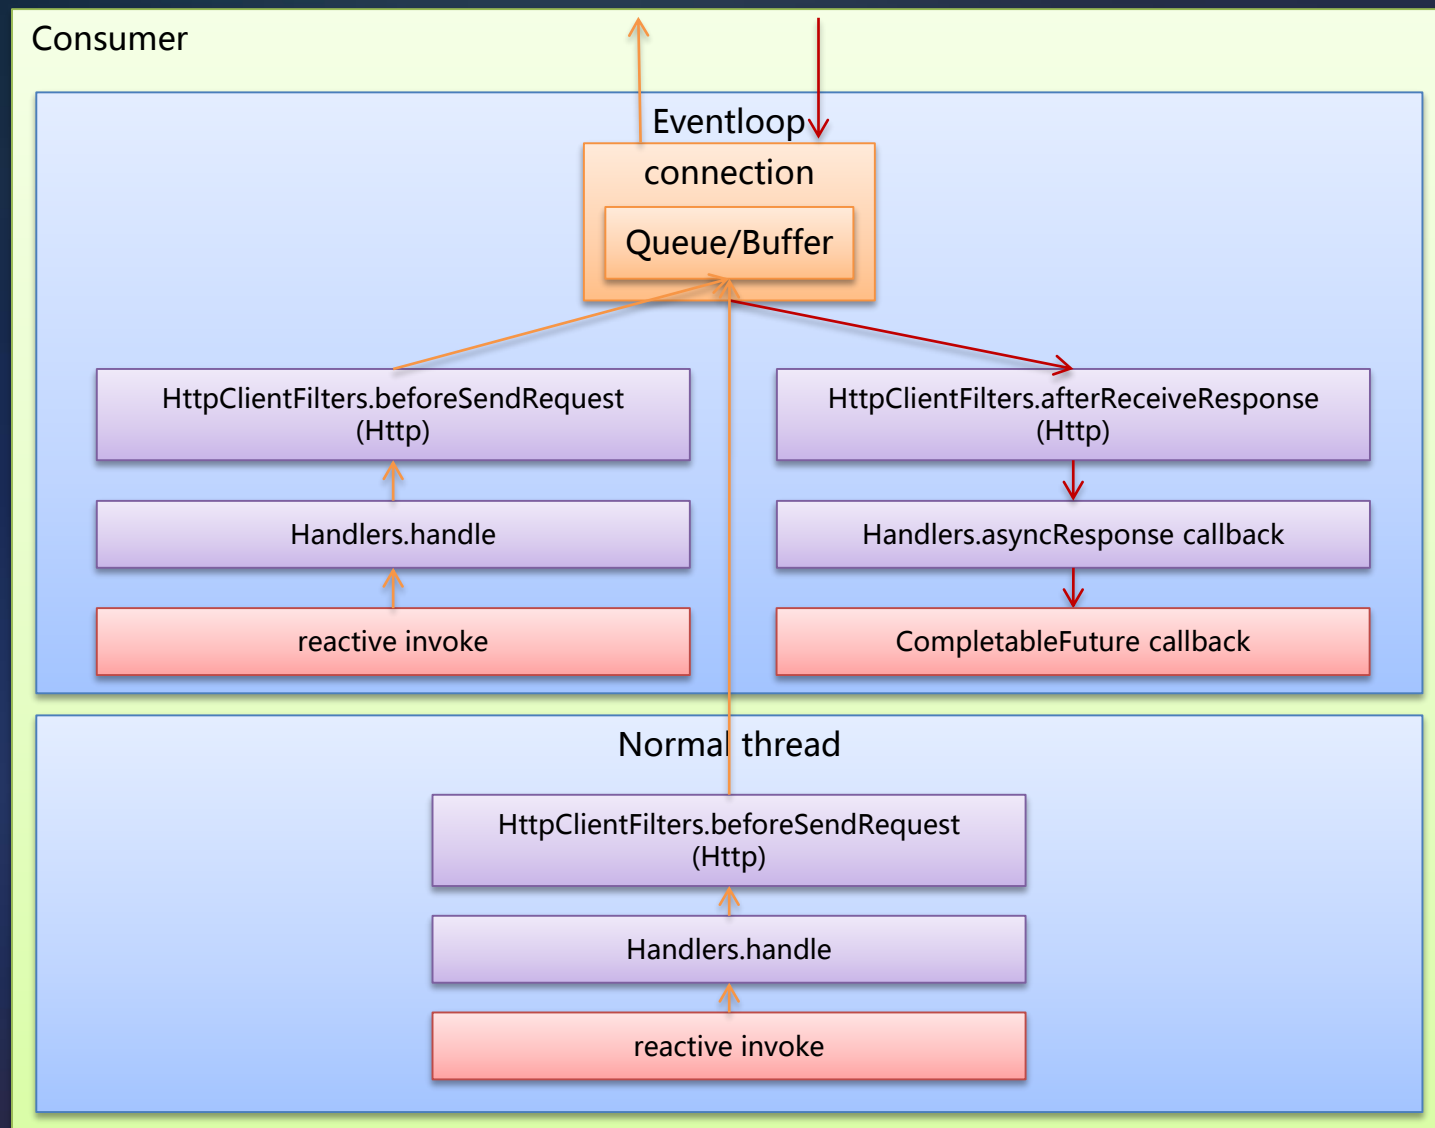 Consumer
Eventloop
connection
Queue/Buffer
HttpClientFilters.beforeSendRequest
(Http)
Handlers.handle
reactive invoke
HttpClientFilters.afterReceiveResponse
(Http)
Handlers.asyncResponse callback
CompletableFuture callback
Normal thread
HttpClientFilters.beforeSendRequest
(Http)
Handlers.handle
reactive invoke